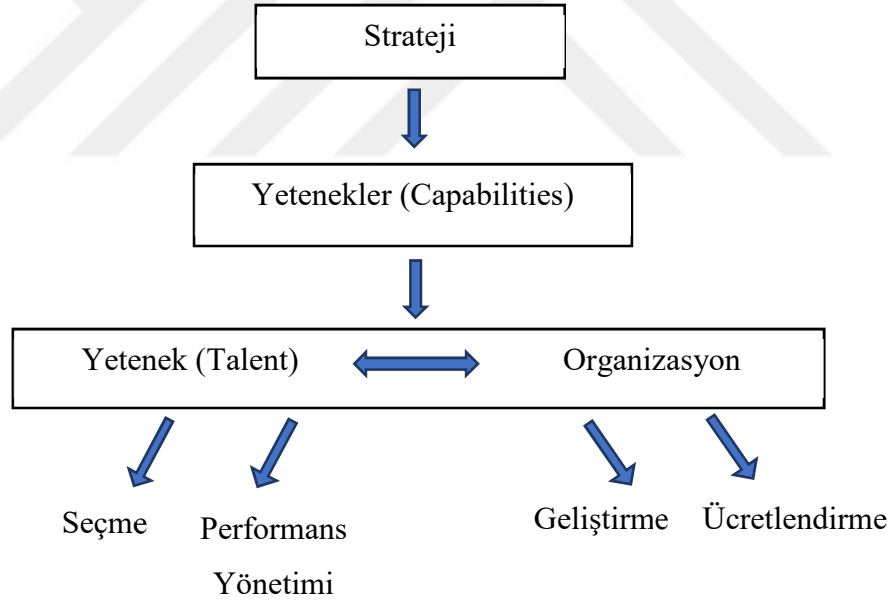 Strateji
Yetenekler (Capabilities)
Yetenek (Talent) Organizasyon
Seçme Performans Yönetimi Geliştirme Ücretlendirme